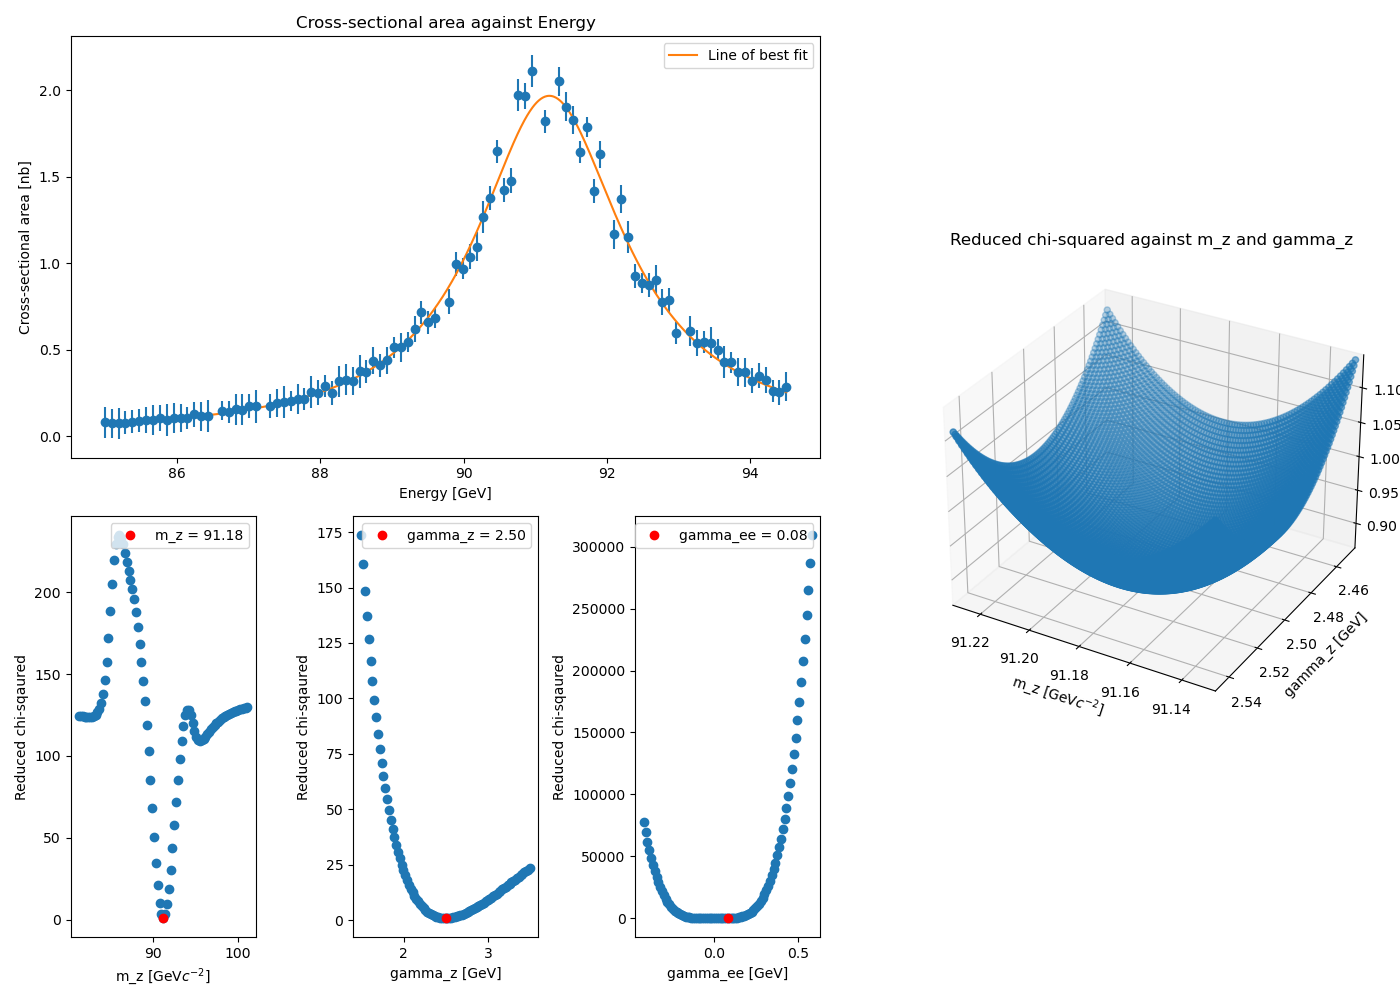 Cross-sectional area against Energy
Line of best fit
Cross-sectional area [nb]
2.0
1.5
1.0
0.5
0.0
86 88 90 92 94
Energy [GeV]
Reduced chi-squared against m_z and gamma_z
1.10
1.05
1.00
0.95
0.90
2.46
2.48
2.50
2.52
2.54
gamma_z [GeV]
91.22
91.20
91.18
91.16
91.14
m_z [GeVc⁻²]
m_z = 91.18
Reduced chi-sqaured
200
150
100
50
0
90 100
m_z [GeVc⁻²]
gamma_z = 2.50
Reduced chi-sqaured
175
150
125
100
75
50
25
0
2 3
gamma_z [GeV]
gamma_ee = 0.08
Reduced chi-sqaured
300000
250000
200000
150000
100000
50000
0
0.0 0.5
gamma_ee [GeV]